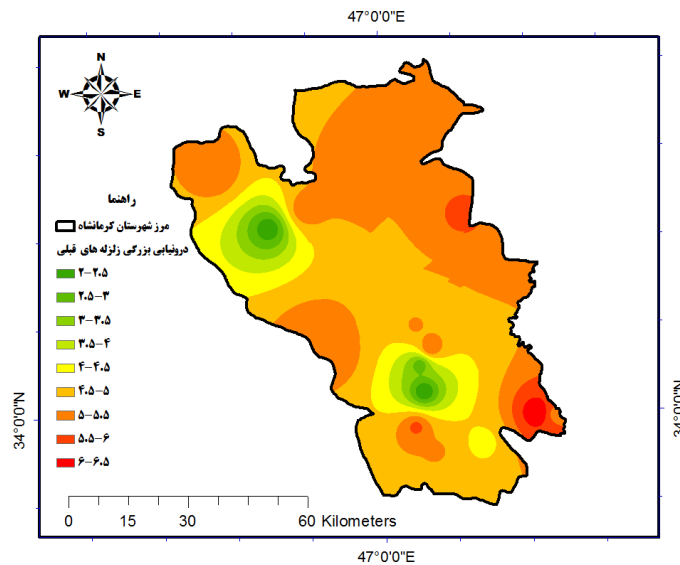 47°0'0"E
N
W E
S
راهنما
مرز شهرستان کرمانشاه
درونیابی بزرگی زلزله های قبلی
۲-۲.۵
۲.۵-۳
۳-۳.۵
۳.۵-۴
۴-۴.۵
۴.۵-۵
۵-۵.۵
۵.۵-۶
۶-۶.۵
34°0'0"N
34°0'0"N
0 15 30 60 Kilometers
47°0'0"E